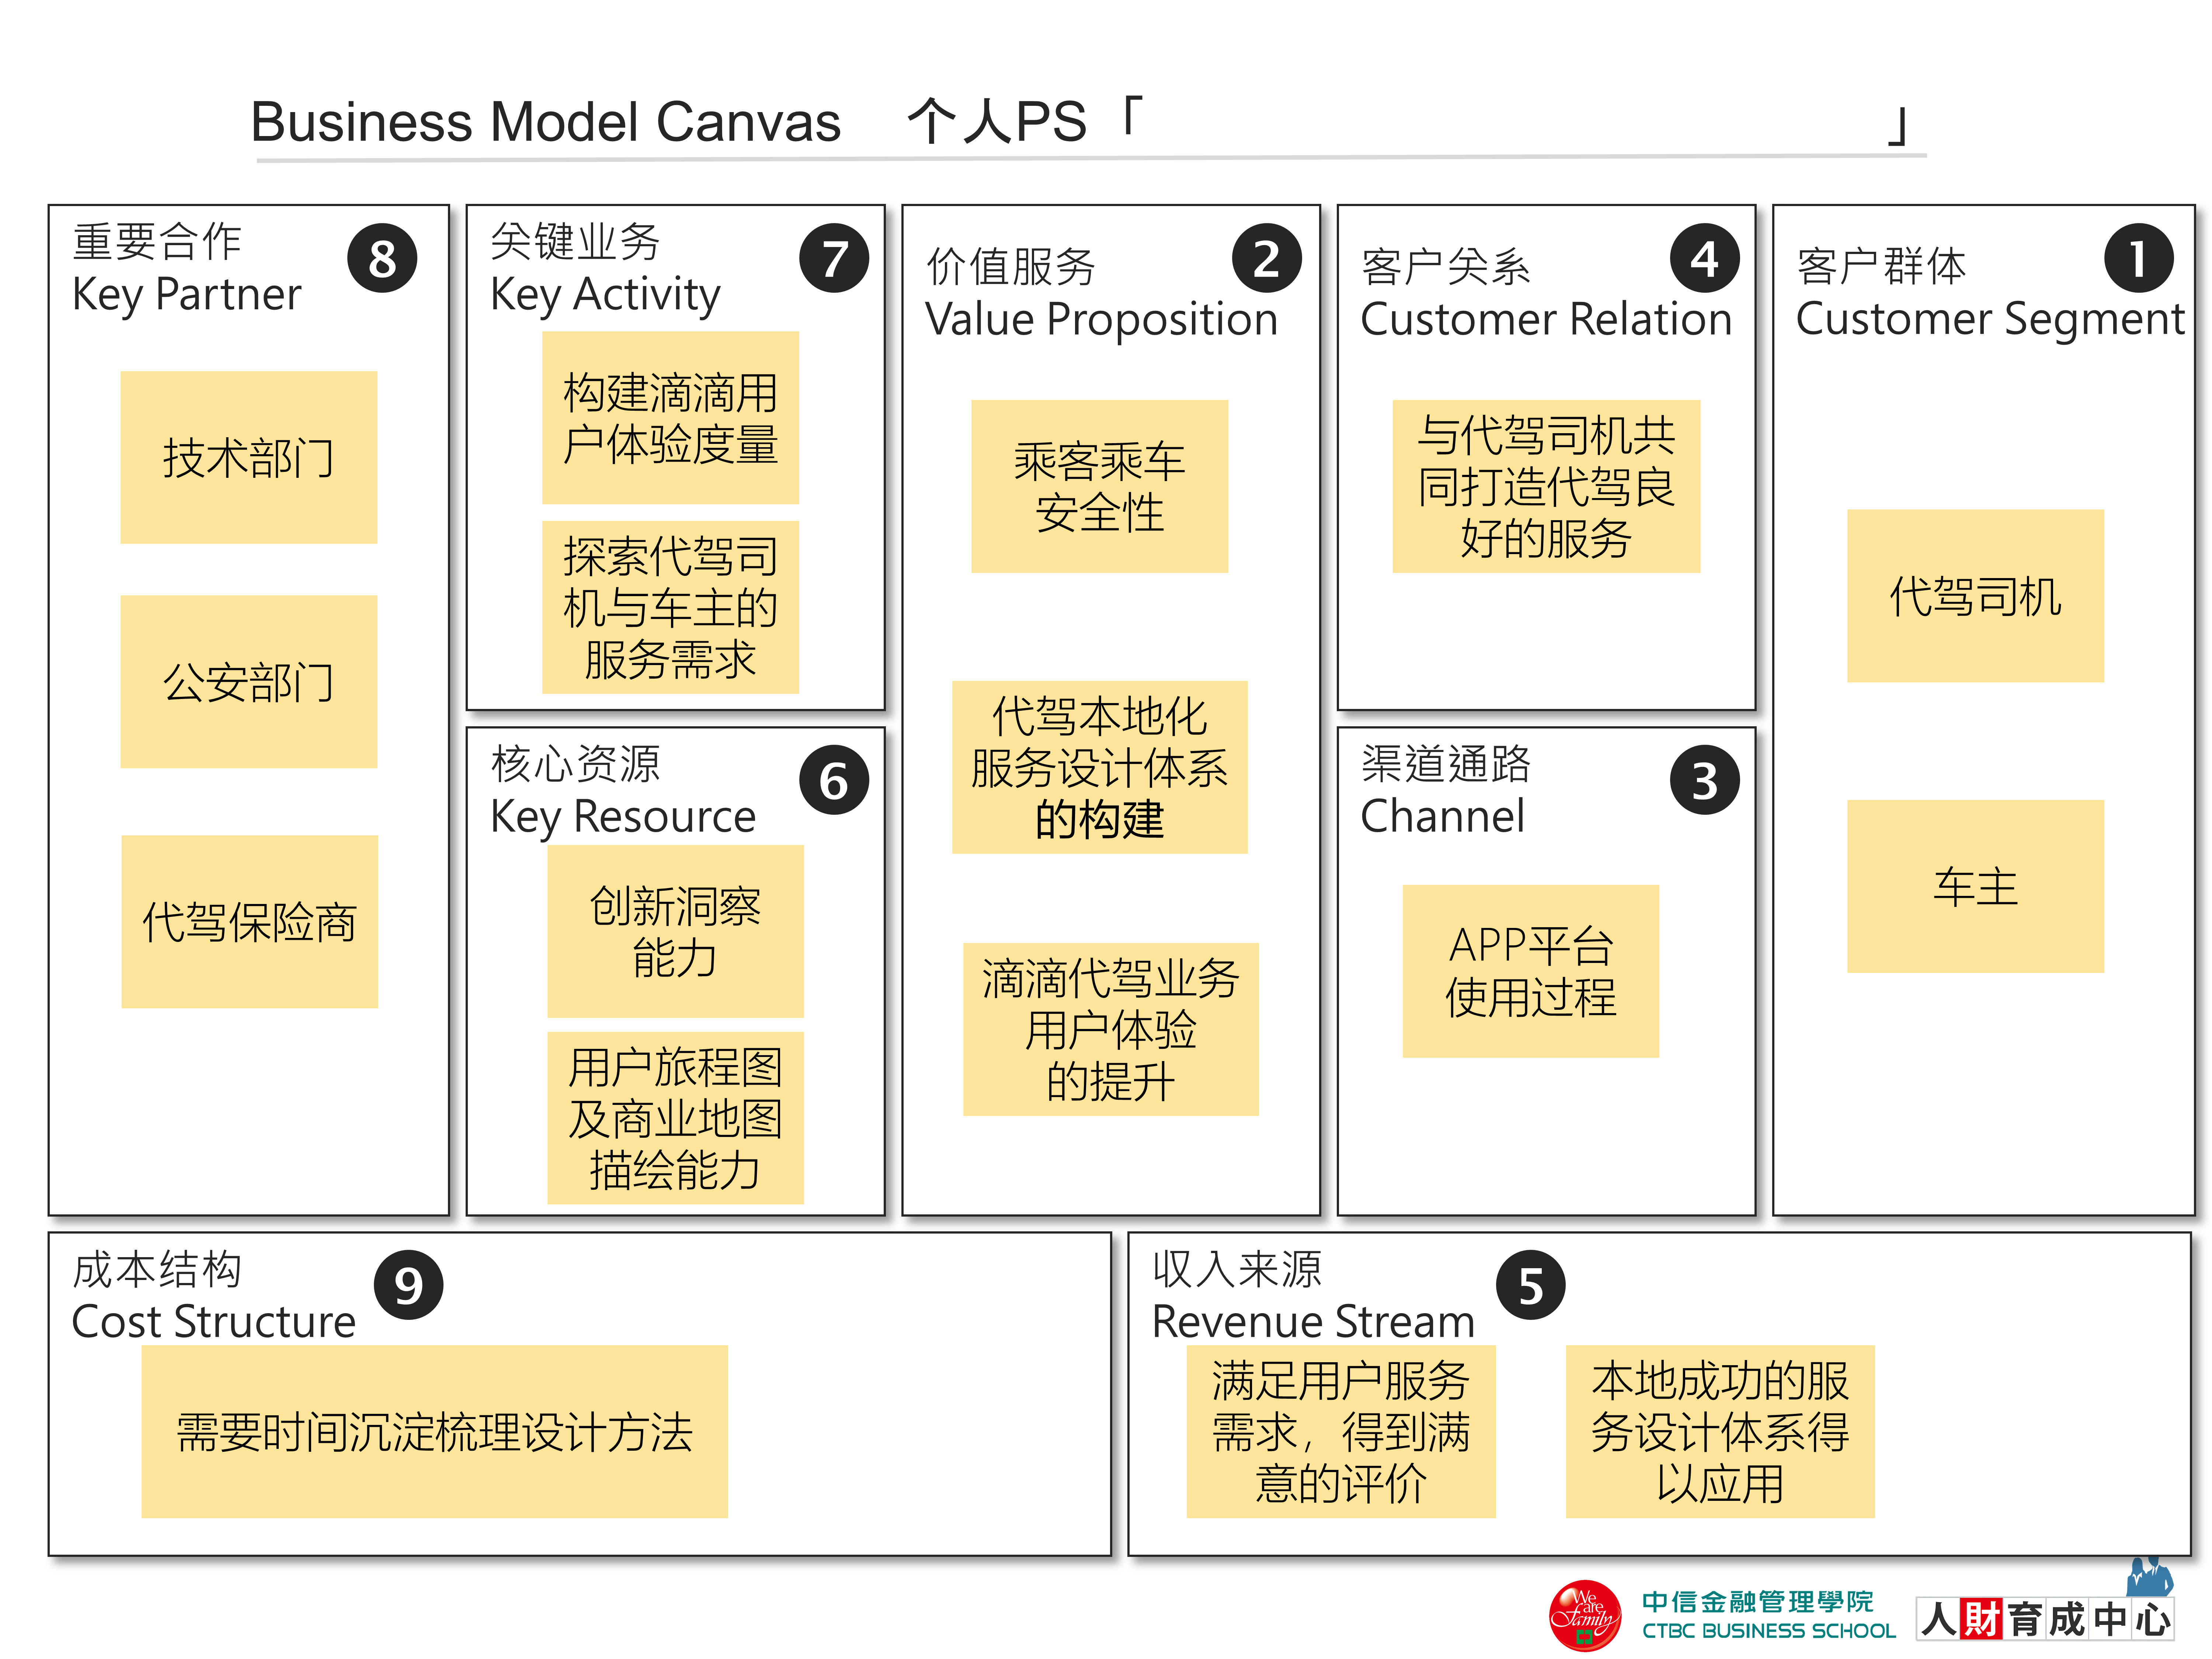 Business Model Canvas 个人PS「 」
重要合作
Key Partner
8
技术部门
公安部门
代驾保险商
关键业务
Key Activity
7
构建滴滴用
户体验度量
探索代驾司
机与车主的
服务需求
核心资源
Key Resource
6
创新洞察
能力
用户旅程图
及商业地图
描绘能力
价值服务
Value Proposition
2
乘客乘车
安全性
代驾本地化
服务设计体系
的构建
滴滴代驾业务
用户体验
的提升
客户关系
Customer Relation
4
与代驾司机共
同打造代驾良
好的服务
渠道通路
Channel
3
APP平台
使用过程
客户群体
Customer Segment
1
代驾司机
车主
成本结构
Cost Structure
9
需要时间沉淀梳理设计方法
收入来源
Revenue Stream
5
满足用户服务
需求，得到满
意的评价
本地成功的服
务设计体系得
以应用
We
are
Family
中信金融管理學院
CTBC BUSINESS SCHOOL
人財育成中心